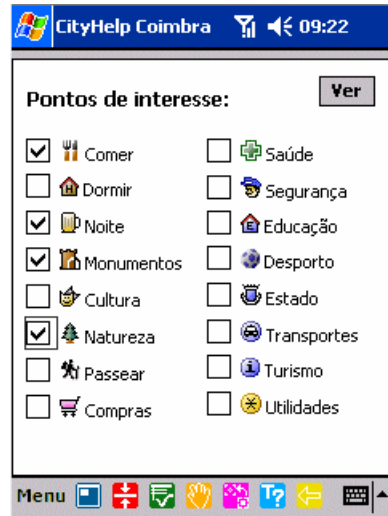 CityHelp Coimbra 09:22
Pontos de interesse: Ver
Comer Saúde
Dormir Segurança
Noite Educação
Monumentos Desporto
Cultura Estado
Natureza Transportes
Passear Turismo
Compras Utilidades
Menu T?